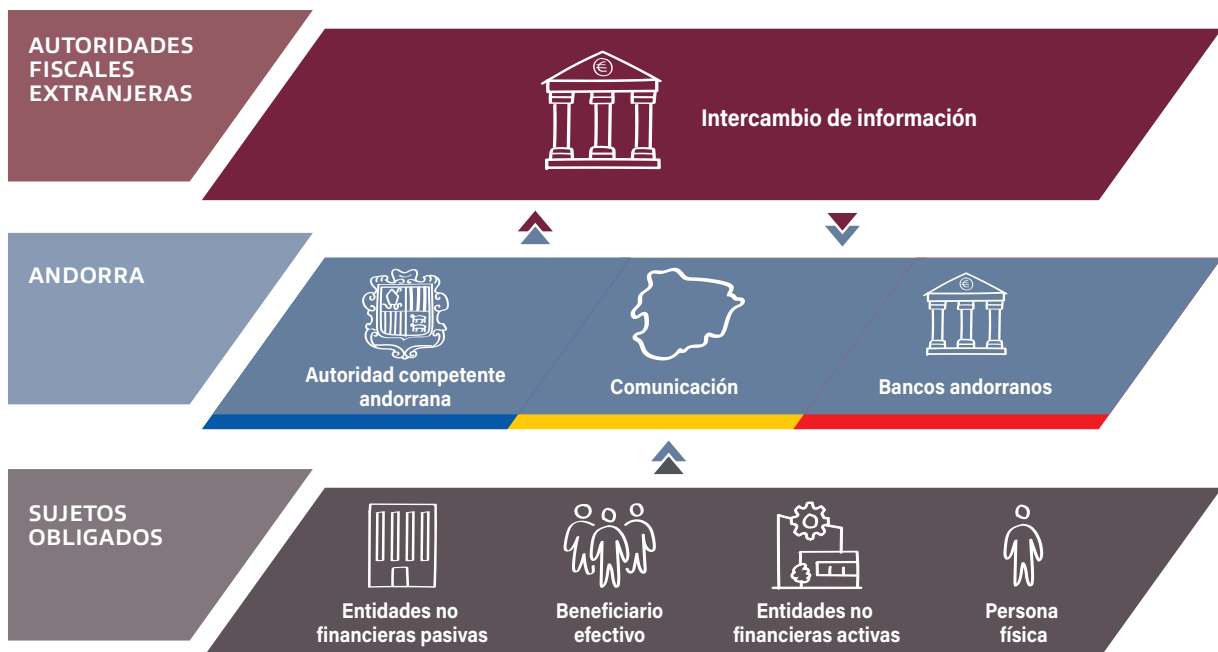 AUTORIDADES
FISCALES
EXTRANJERAS
Intercambio de información
ANDORRA
Autoridad competente
andorrana
Comunicación
Bancos andorranos
SUJETOS
OBLIGADOS
Entidades no
financieras pasivas
Beneficiario
efectivo
Entidades no
financieras activas
Persona
física